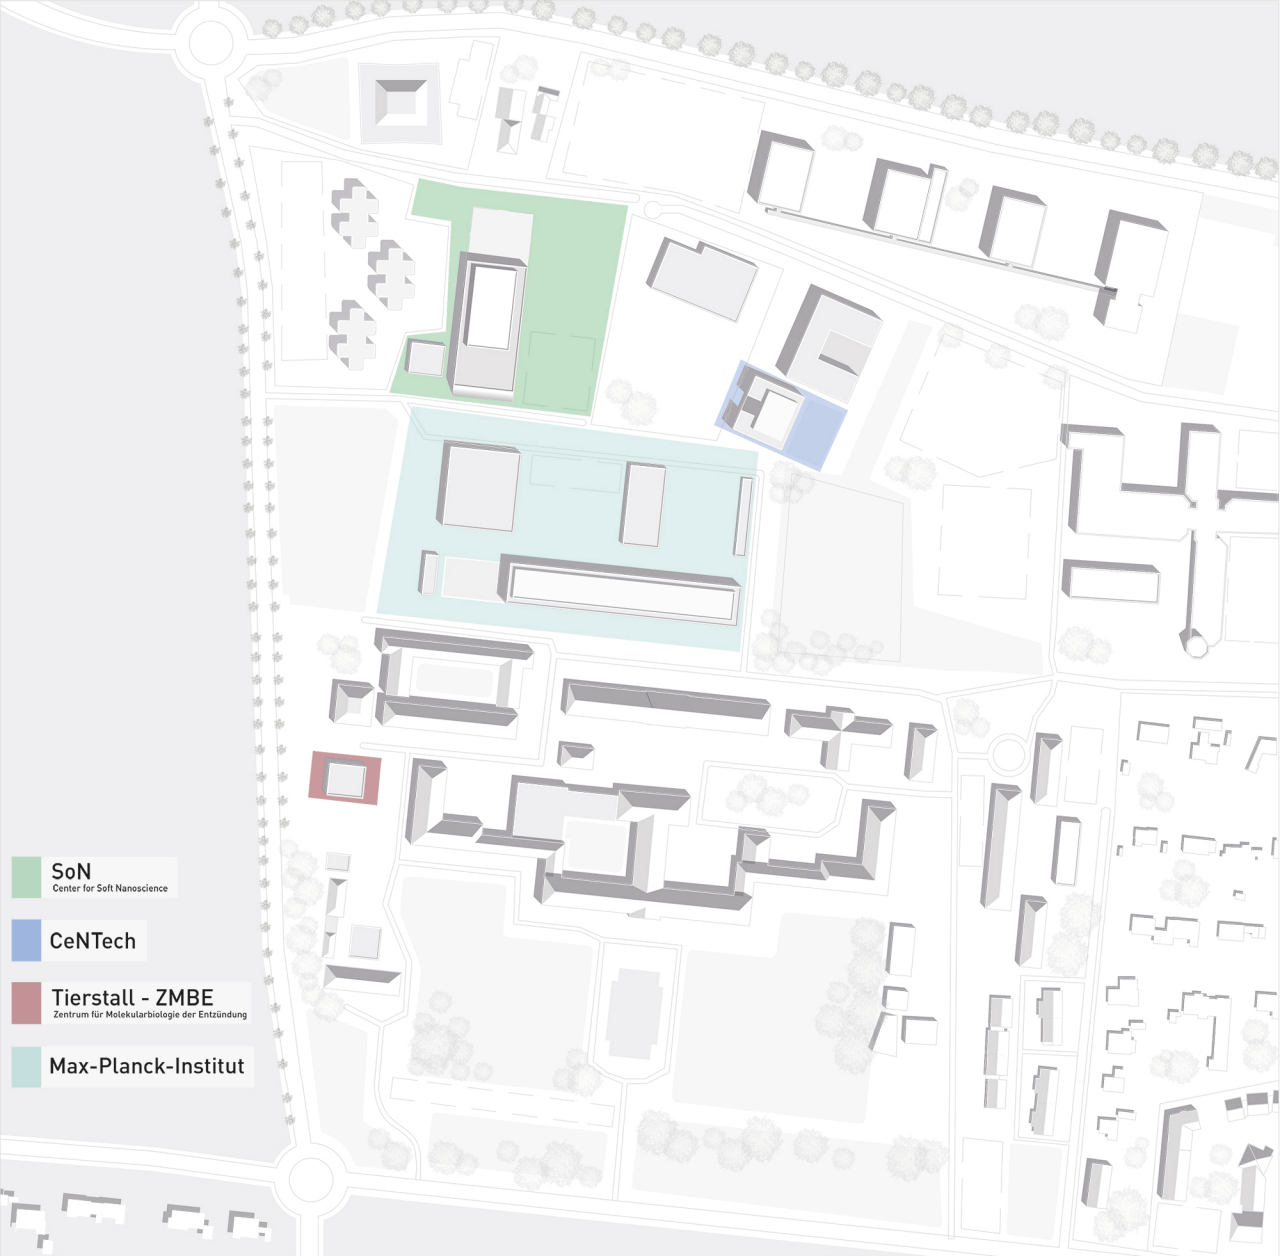 SoN
Center for Soft Nanoscience
CeNTech
Tierstall - ZMBE
Zentrum für Molekularbiologie der Entzündung
Max-Planck-Institut